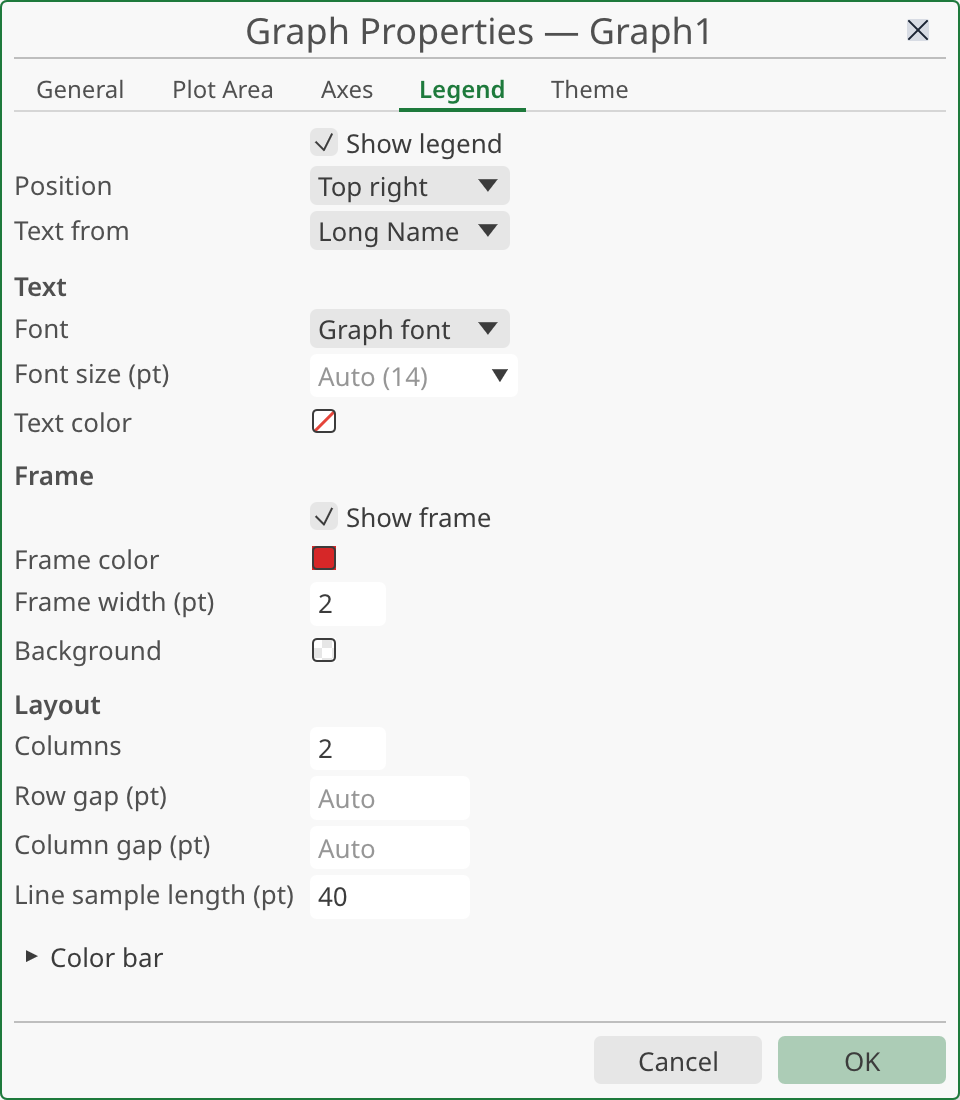 Graph Properties — Graph1
General Plot Area Axes Legend Theme
Show legend
Position Top right
Text from Long Name
Text
Font Graph font
Font size (pt) Auto (14)
Text color
Frame
Show frame
Frame color
Frame width (pt) 2
Background
Layout
Columns 2
Row gap (pt) Auto
Column gap (pt) Auto
Line sample length (pt) 40
Color bar
Cancel OK